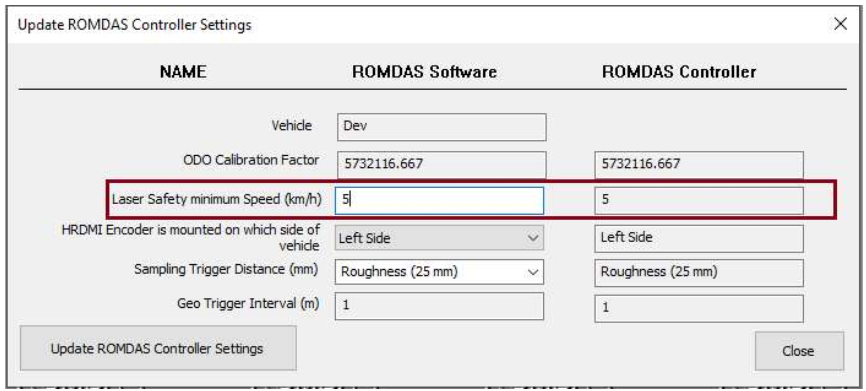 Update ROMDAS Controller Settings
NAME ROMDAS Software ROMDAS Controller
Vehicle Dev
ODO Calibration Factor 5732116.667 5732116.667
Laser Safety minimum Speed (km/h) 5 5
HRDMI Encoder is mounted on which side of
vehicle Left Side Left Side
Sampling Trigger Distance (mm) Roughness (25 mm) Roughness (25 mm)
Geo Trigger Interval (m) 1 1
Update ROMDAS Controller Settings Close